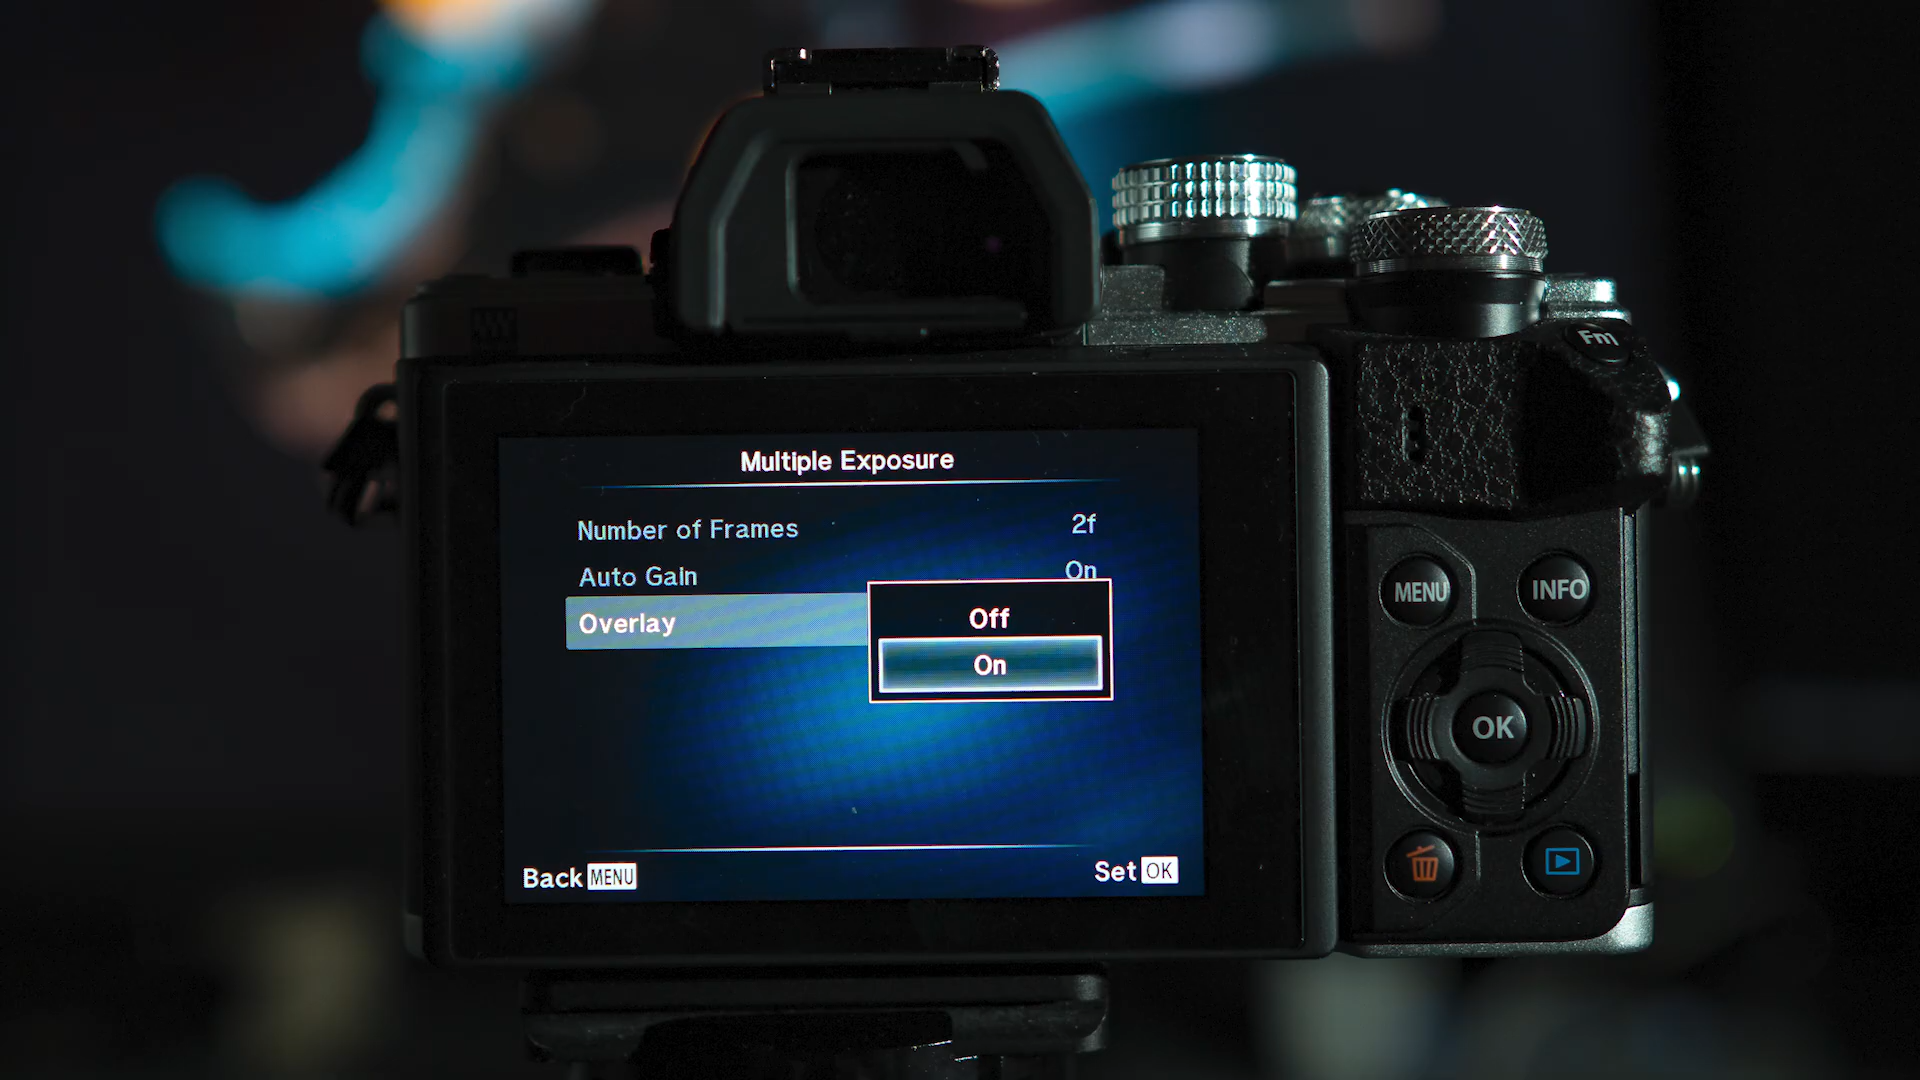 Fn1
Multiple Exposure
Number of Frames 2f
Auto Gain On
Overlay
Off
On
Back MENU
Set OK
MENU
INFO
OK